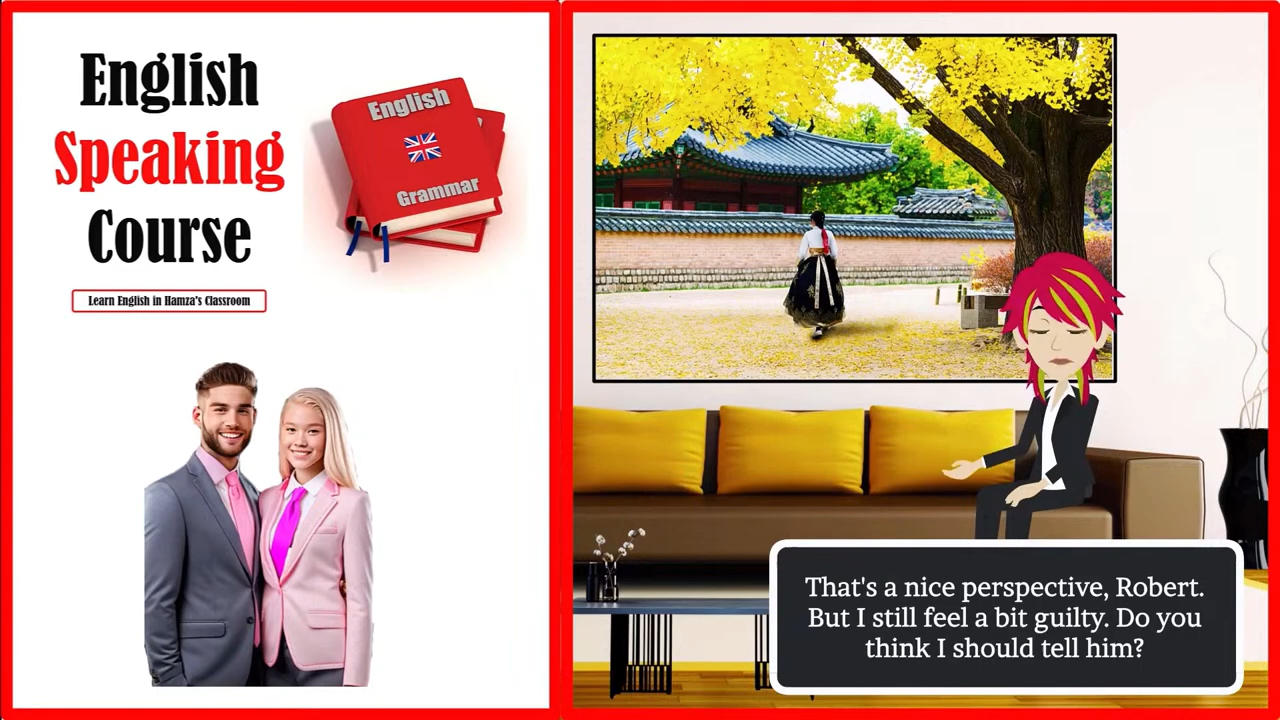 English
Speaking
Course
Learn English in Hamza's Classroom
English
Grammar
That's a nice perspective, Robert.
But I still feel a bit guilty. Do you
think I should tell him?